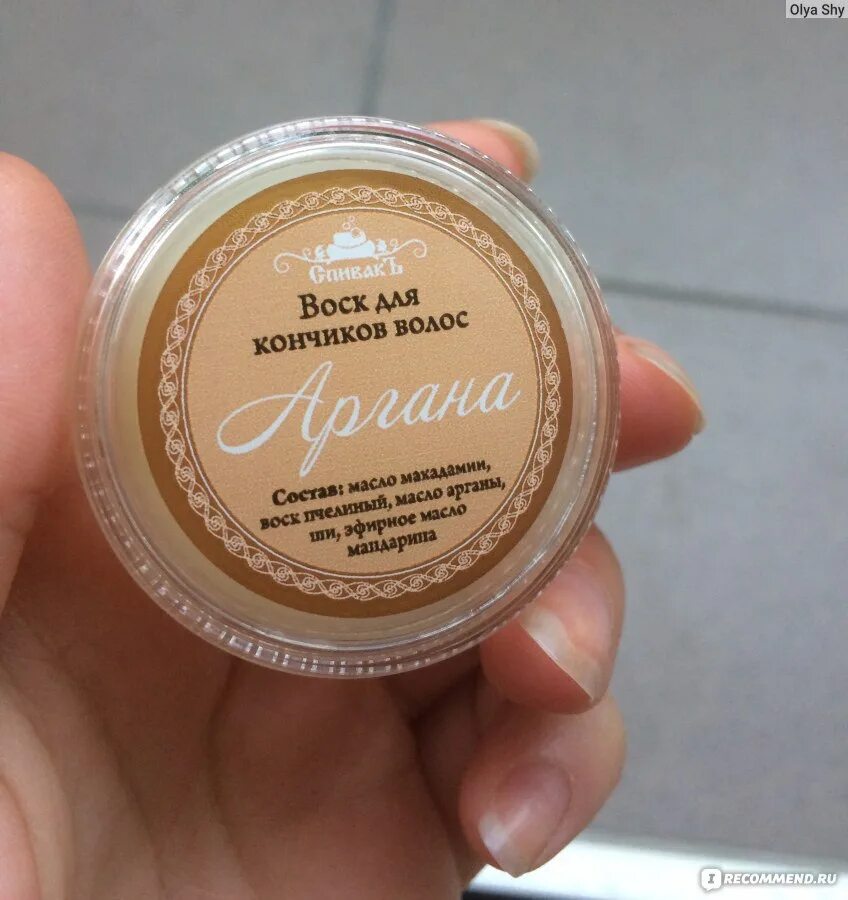 Olya Shy
СпивакЪ
Воск для
кончиков волос
Аргана
Состав: масло макадамии,
воск пчелиный, масло арганы,
ши, эфирное масло
мандарина
IRECOMMEND.RU